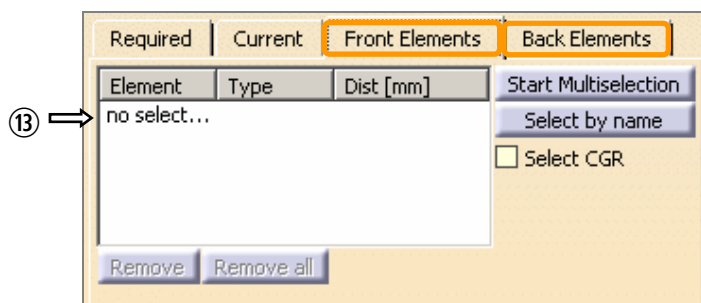 Required Current Front Elements Back Elements
Element Type Dist [mm] Start Multiselection
⑬ no select... Select by name
Select CGR
Remove Remove all